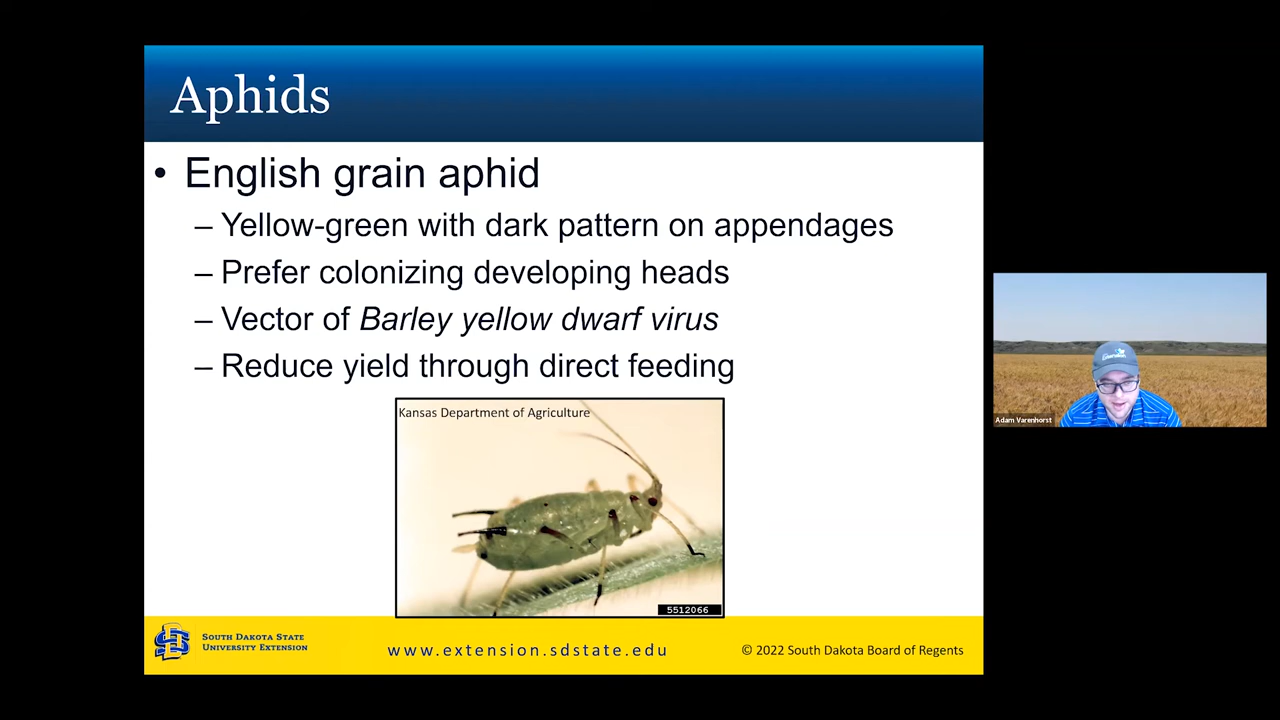 Aphids
• English grain aphid
– Yellow-green with dark pattern on appendages
– Prefer colonizing developing heads
– Vector of Barley yellow dwarf virus
– Reduce yield through direct feeding
Kansas Department of Agriculture
5512066
Adam Varenhorst
SOUTH DAKOTA STATE
UNIVERSITY EXTENSION
www.extension.sdstate.edu
© 2022 South Dakota Board of Regents